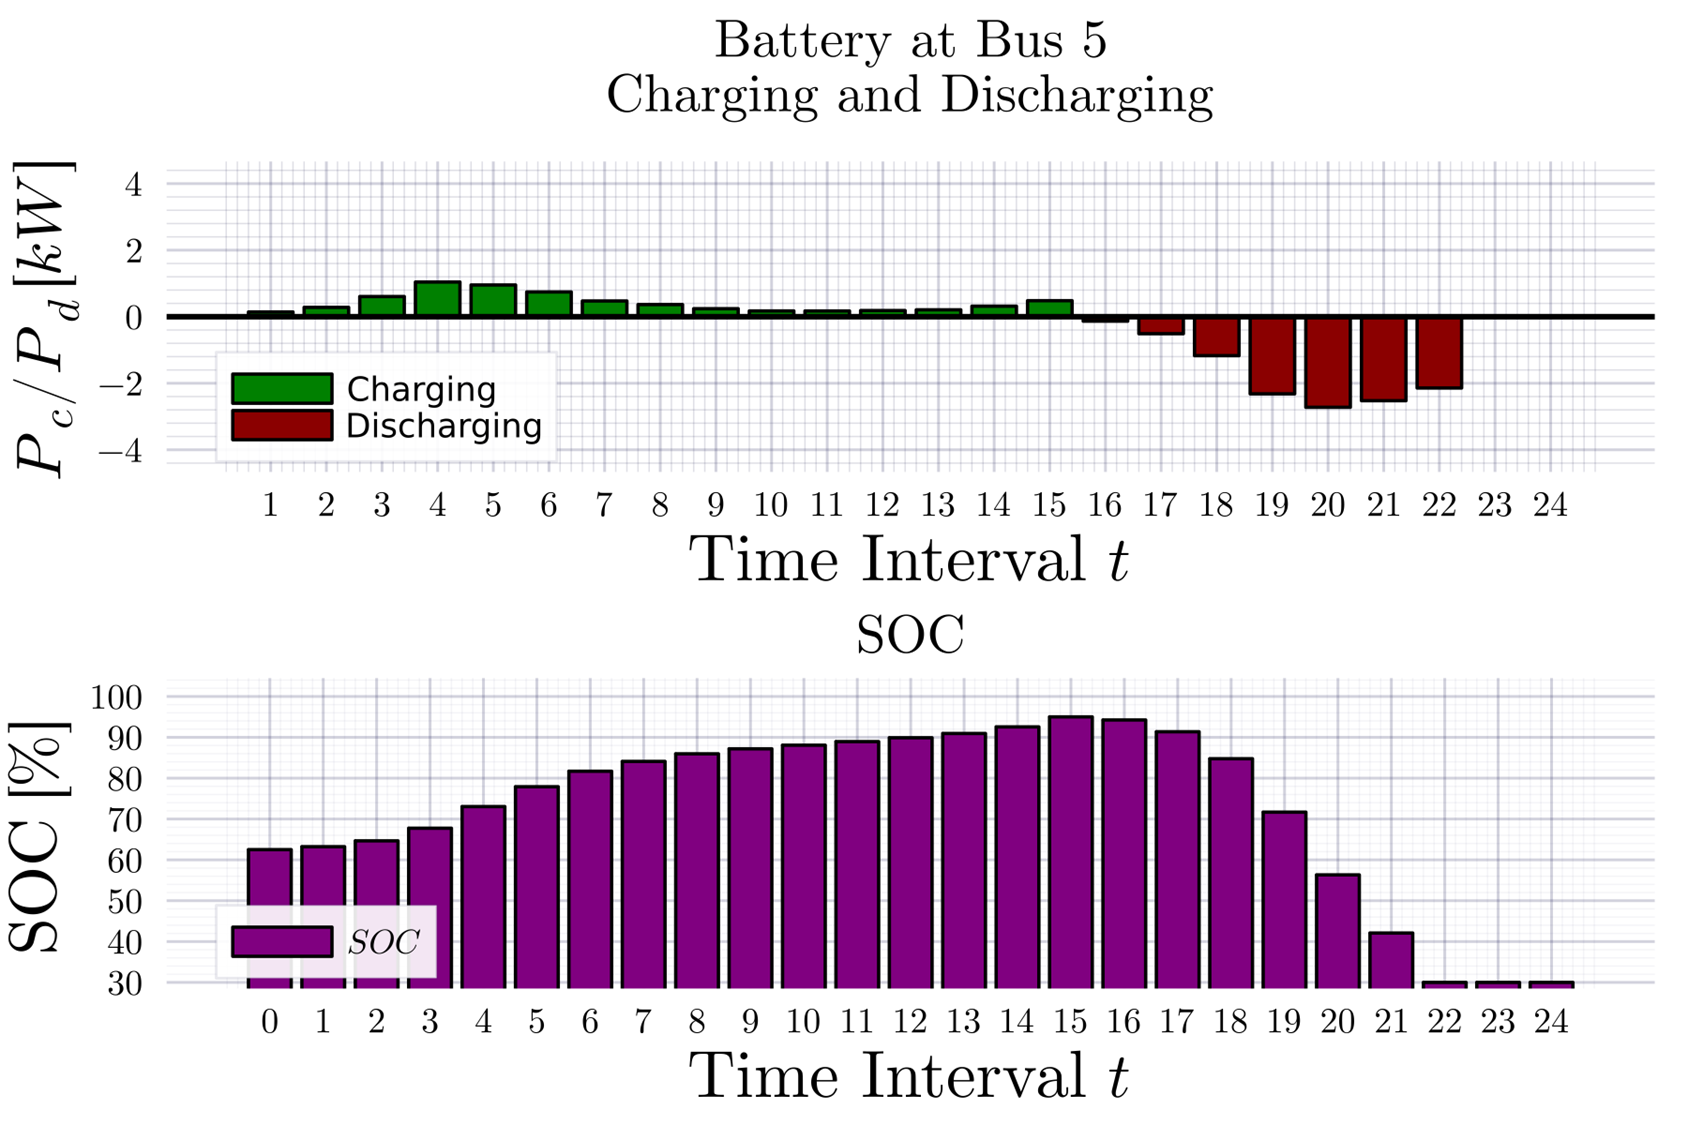 Battery at Bus 5
Charging and Discharging
P_c/P_d [kW]
4
2
0
−2
−4
Charging
Discharging
1 2 3 4 5 6 7 8 9 10 11 12 13 14 15 16 17 18 19 20 21 22 23 24
Time Interval t
SOC
SOC [%]
100
90
80
70
60
50
40
30
SOC
0 1 2 3 4 5 6 7 8 9 10 11 12 13 14 15 16 17 18 19 20 21 22 23 24
Time Interval t